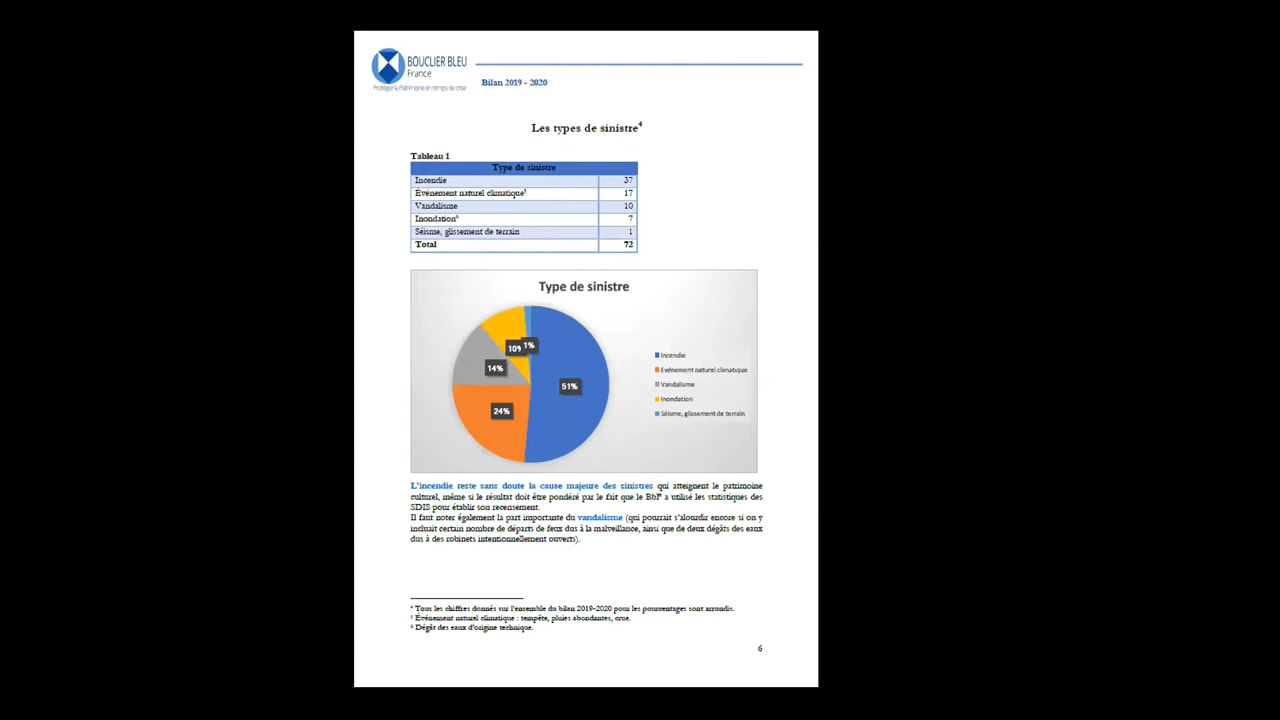 BOUCLIER BLEU
France
Protéger le Patrimoine en temps de crise
Bilan 2019 - 2020
Les types de sinistre4
Tableau 1
Type de sinistre
Incendie 37
Événement naturel climatique5 17
Vandalisme 10
Inondation6 7
Séisme, glissement de terrain 1
Total 72
Type de sinistre
10%
1%
14%
51%
24%
Incendie
Evénement naturel climatique
Vandalisme
Inondation
Séisme, glissement de terrain
L'incendie reste sans doute la cause majeure des sinistres qui atteignent le patrimoine
culturel, même si le résultat doit être pondéré par le fait que le BbF a utilisé les statistiques des
SDIS pour établir son recensement.
Il faut noter également la part importante du vandalisme (qui pourrait s'alourdir encore si on y
incluait certain nombre de départs de feux dus à la malveillance, ainsi que de deux dégâts des eaux
dus à des robinets intentionnellement ouverts).
4 Tous les chiffres donnés sur l'ensemble du bilan 2019-2020 pour les pourcentages sont arrondis.
5 Événement naturel climatique : tempête, pluies abondantes, crue.
6 Dégât des eaux d'origine technique.
6